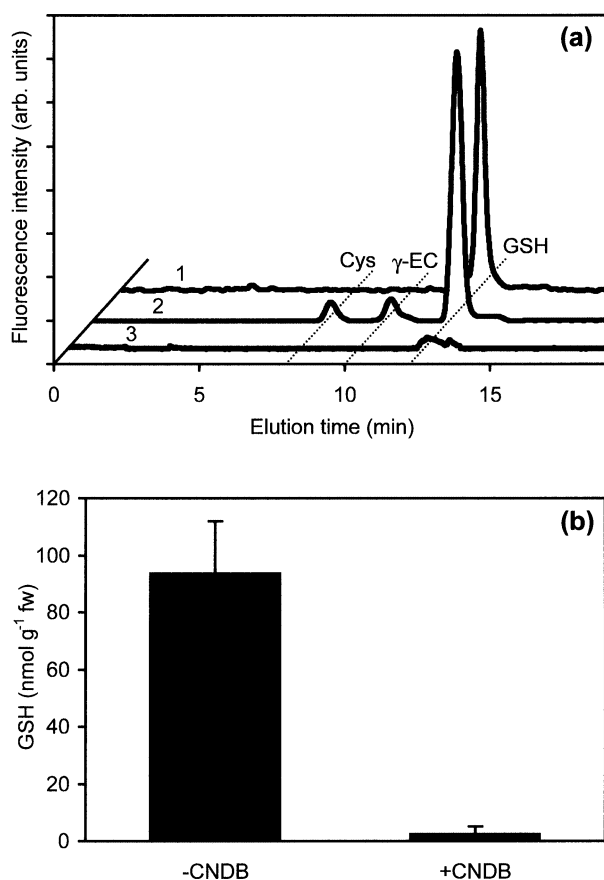 (a)
Fluorescence intensity (arb. units)
1
2
3
Cys
γ-EC
GSH
0
5
10
15
Elution time (min)
(b)
GSH (nmol g⁻¹ fw)
120
100
80
60
40
20
0
-CNDB
+CNDB